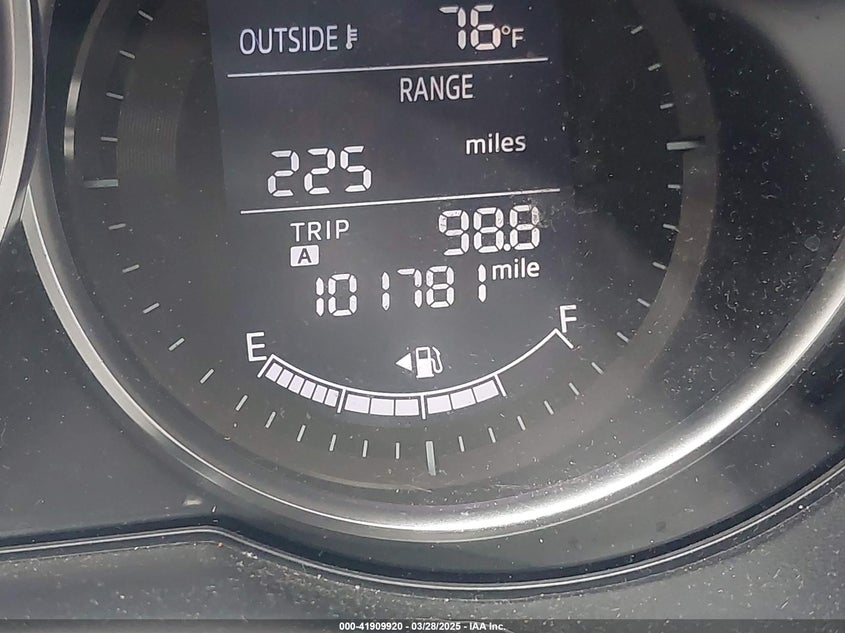 OUTSIDE 76°F
RANGE
miles
225
TRIP 98.8
A
101781 mile
E F
000-41909920 - 03/28/2025 - IAA Inc.